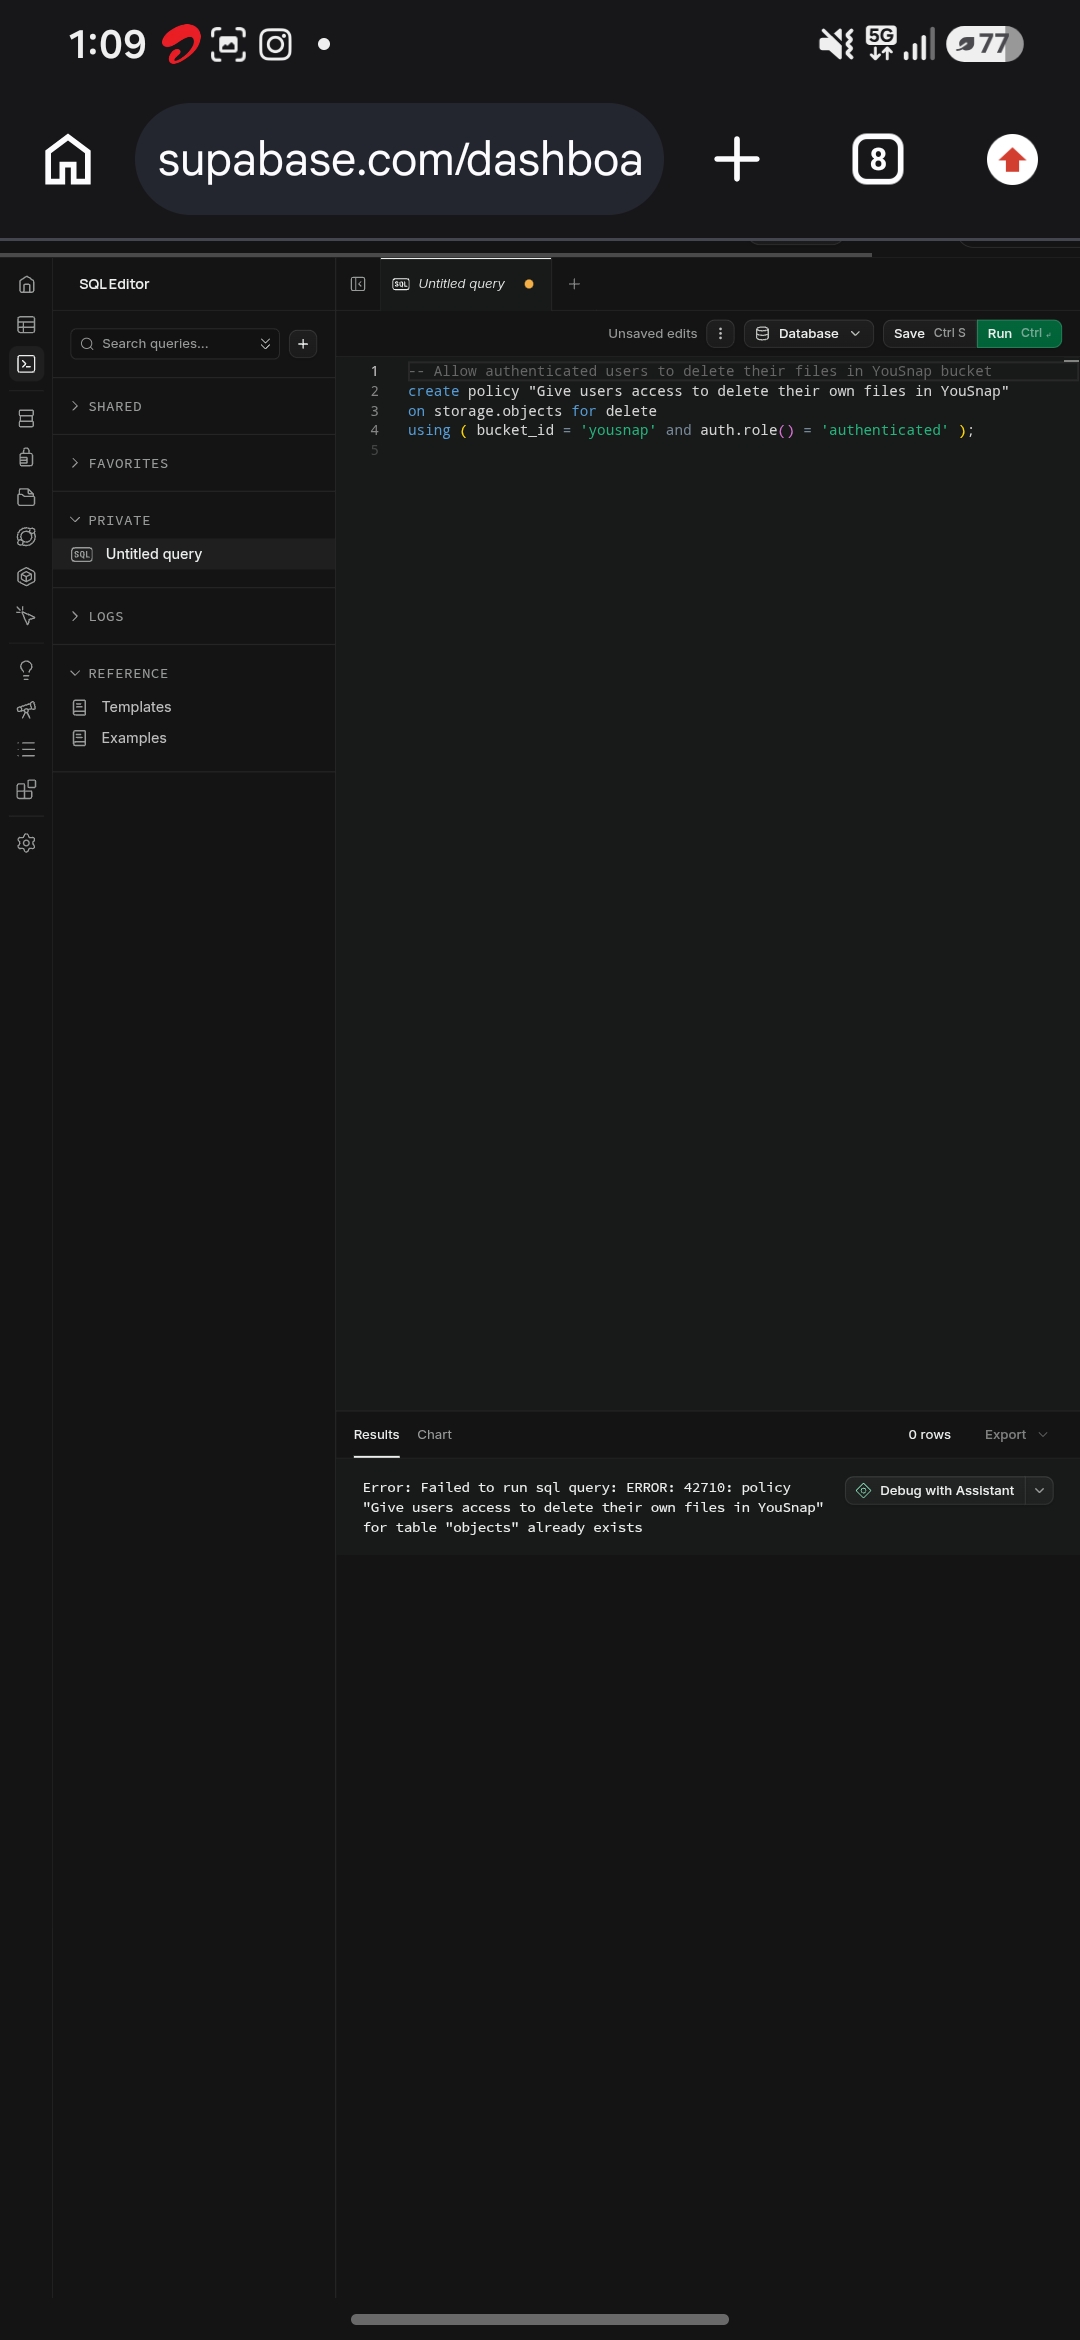 1:09
5G
77
supabase.com/dashboa
8
SQL Editor
SQL Untitled query
Search queries...
Unsaved edits
Database
Save Ctrl S
Run Ctrl
SHARED
FAVORITES
PRIVATE
SQL Untitled query
LOGS
REFERENCE
Templates
Examples
1 -- Allow authenticated users to delete their files in YouSnap bucket
2 create policy "Give users access to delete their own files in YouSnap"
3 on storage.objects for delete
4 using ( bucket_id = 'yousnap' and auth.role() = 'authenticated' );
5
Results Chart
0 rows Export
Error: Failed to run sql query: ERROR: 42710: policy
"Give users access to delete their own files in YouSnap"
for table "objects" already exists
Debug with Assistant